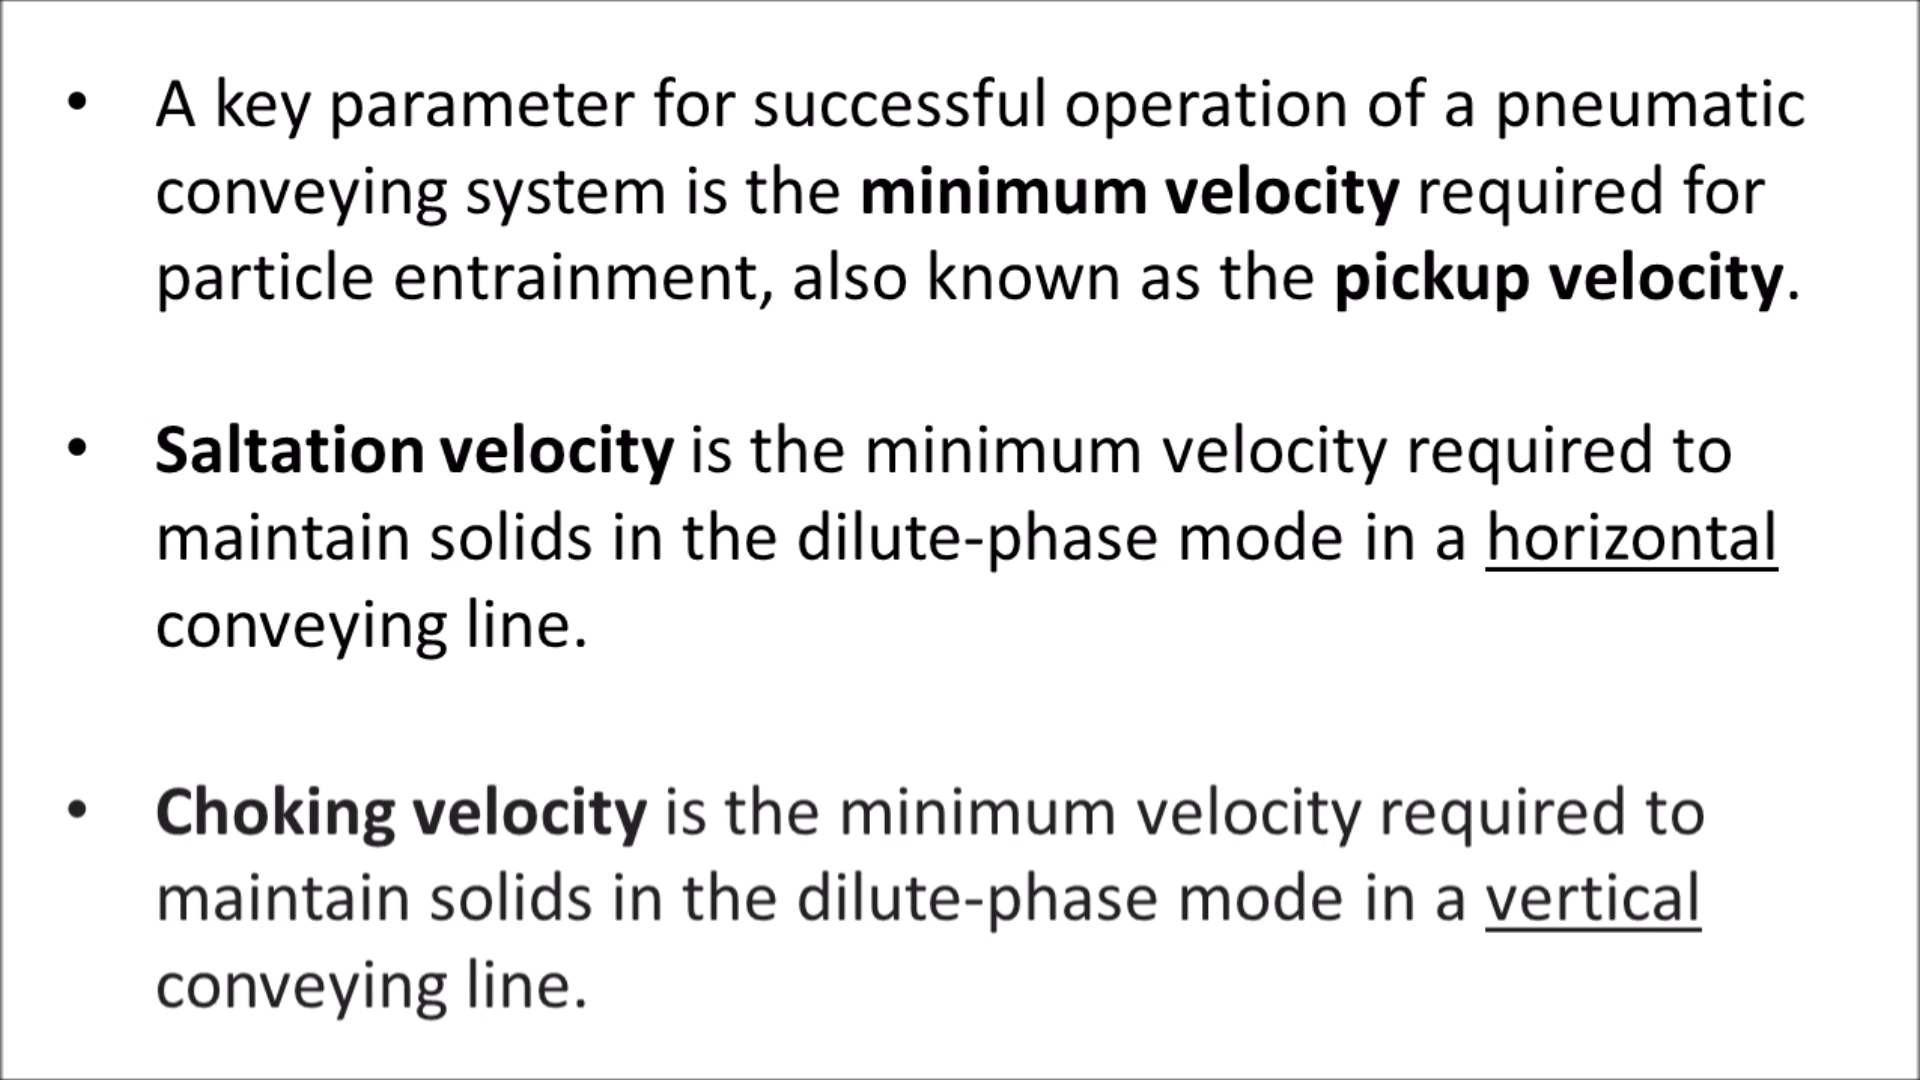 • A key parameter for successful operation of a pneumatic
conveying system is the minimum velocity required for
particle entrainment, also known as the pickup velocity.
• Saltation velocity is the minimum velocity required to
maintain solids in the dilute-phase mode in a horizontal
conveying line.
• Choking velocity is the minimum velocity required to
maintain solids in the dilute-phase mode in a vertical
conveying line.